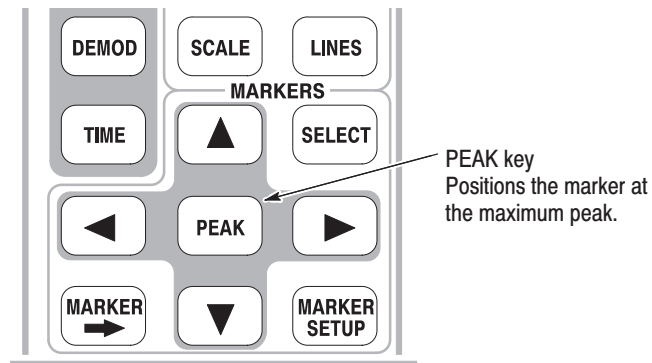 DEMOD SCALE LINES
MARKERS
TIME SELECT
PEAK key
Positions the marker at
the maximum peak.
PEAK
MARKER MARKER
SETUP